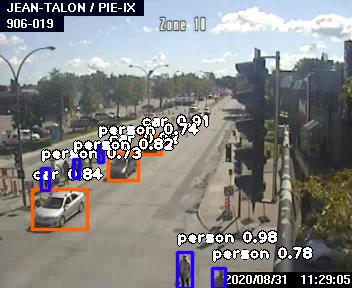 JEAN-TALON / PIE-IX
906-019
Zone 10
car 0.91
person 0.74
person 0.82
person 0.73
car 0.84
person 0.98
person 0.78
2020/08/31 11:29:05